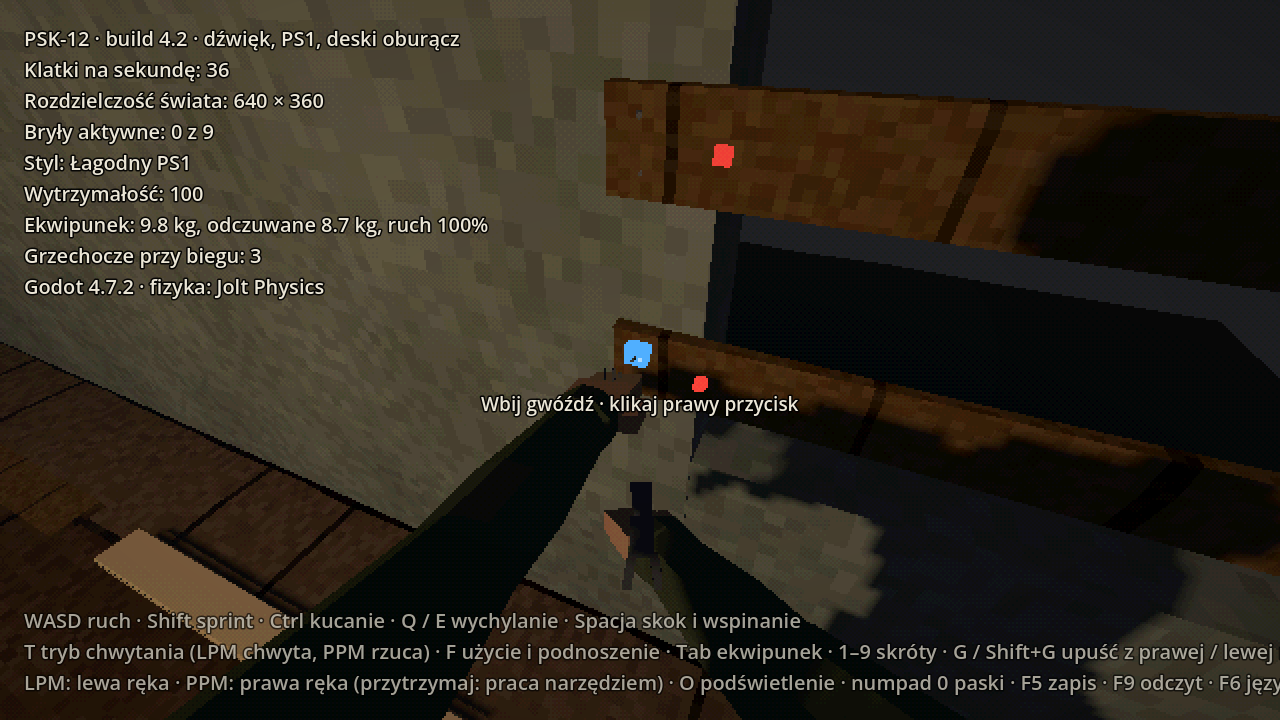 PSK-12 · build 4.2 · dźwięk, PS1, deski oburącz
Klatki na sekundę: 36
Rozdzielczość świata: 640 × 360
Bryły aktywne: 0 z 9
Styl: Łagodny PS1
Wytrzymałość: 100
Ekwipunek: 9.8 kg, odczuwane 8.7 kg, ruch 100%
Grzechocze przy biegu: 3
Godot 4.7.2 · fizyka: Jolt Physics
Wbij gwóźdź · klikaj prawy przycisk
WASD ruch · Shift sprint · Ctrl kucanie · Q / E wychylanie · Spacja skok i wspinanie
T tryb chwytania (LPM chwyta, PPM rzuca) · F użycie i podnoszenie · Tab ekwipunek · 1–9 skróty · G / Shift+G upuść z prawej / lewej
LPM: lewa ręka · PPM: prawa ręka (przytrzymaj: praca narzędziem) · O podświetlenie · numpad 0 paski · F5 zapis · F9 odczyt · F6 języ